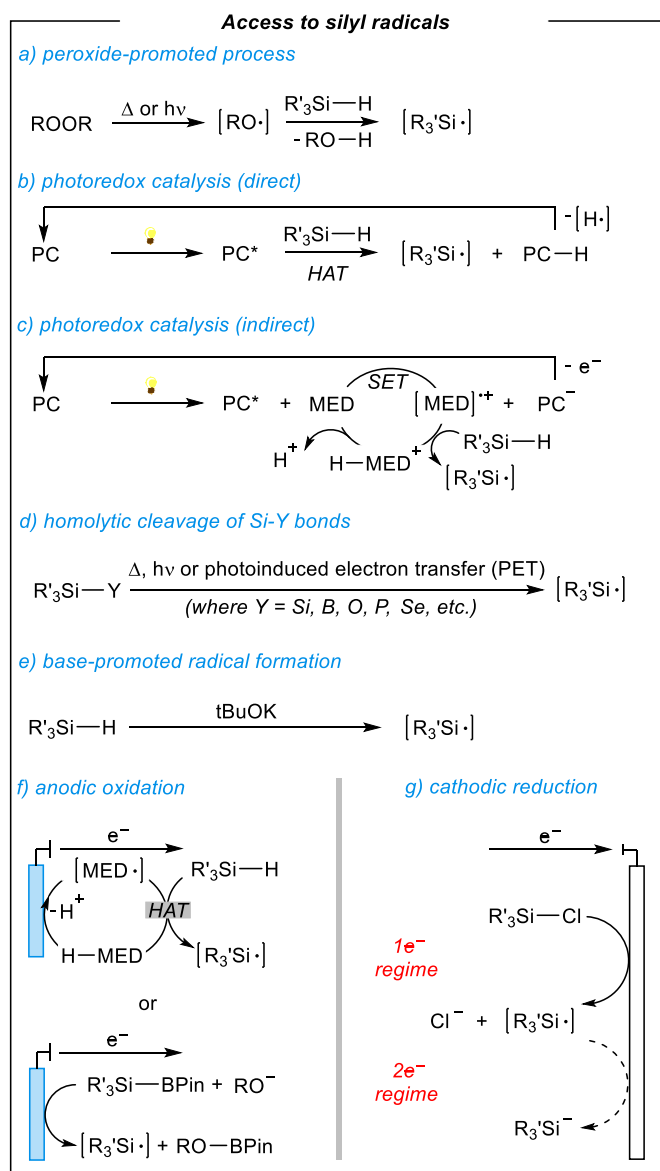 Access to silyl radicals
a) peroxide-promoted process
ROOR Δ or hν [RO·] R'₃Si—H [R₃'Si·]
- RO—H
b) photoredox catalysis (direct)
- [H·]
PC PC* R'₃Si—H [R₃'Si·] + PC—H
HAT
c) photoredox catalysis (indirect)
- e⁻
SET
PC PC* + MED [MED]·⁺ + PC⁻
R'₃Si—H
H⁺ H—MED⁺
[R₃'Si·]
d) homolytic cleavage of Si-Y bonds
Δ, hν or photoinduced electron transfer (PET)
R'₃Si—Y [R₃'Si·]
(where Y = Si, B, O, P, Se, etc.)
e) base-promoted radical formation
tBuOK
R'₃Si—H [R₃'Si·]
f) anodic oxidation
e⁻
[MED·] R'₃Si—H
-H⁺ HAT
H—MED [R₃'Si·]
or
e⁻
R'₃Si—BPin + RO⁻
[R₃'Si·] + RO—BPin
g) cathodic reduction
e⁻
R'₃Si—Cl
1e⁻
regime
Cl⁻ + [R₃'Si·]
2e⁻
regime
R₃'Si⁻